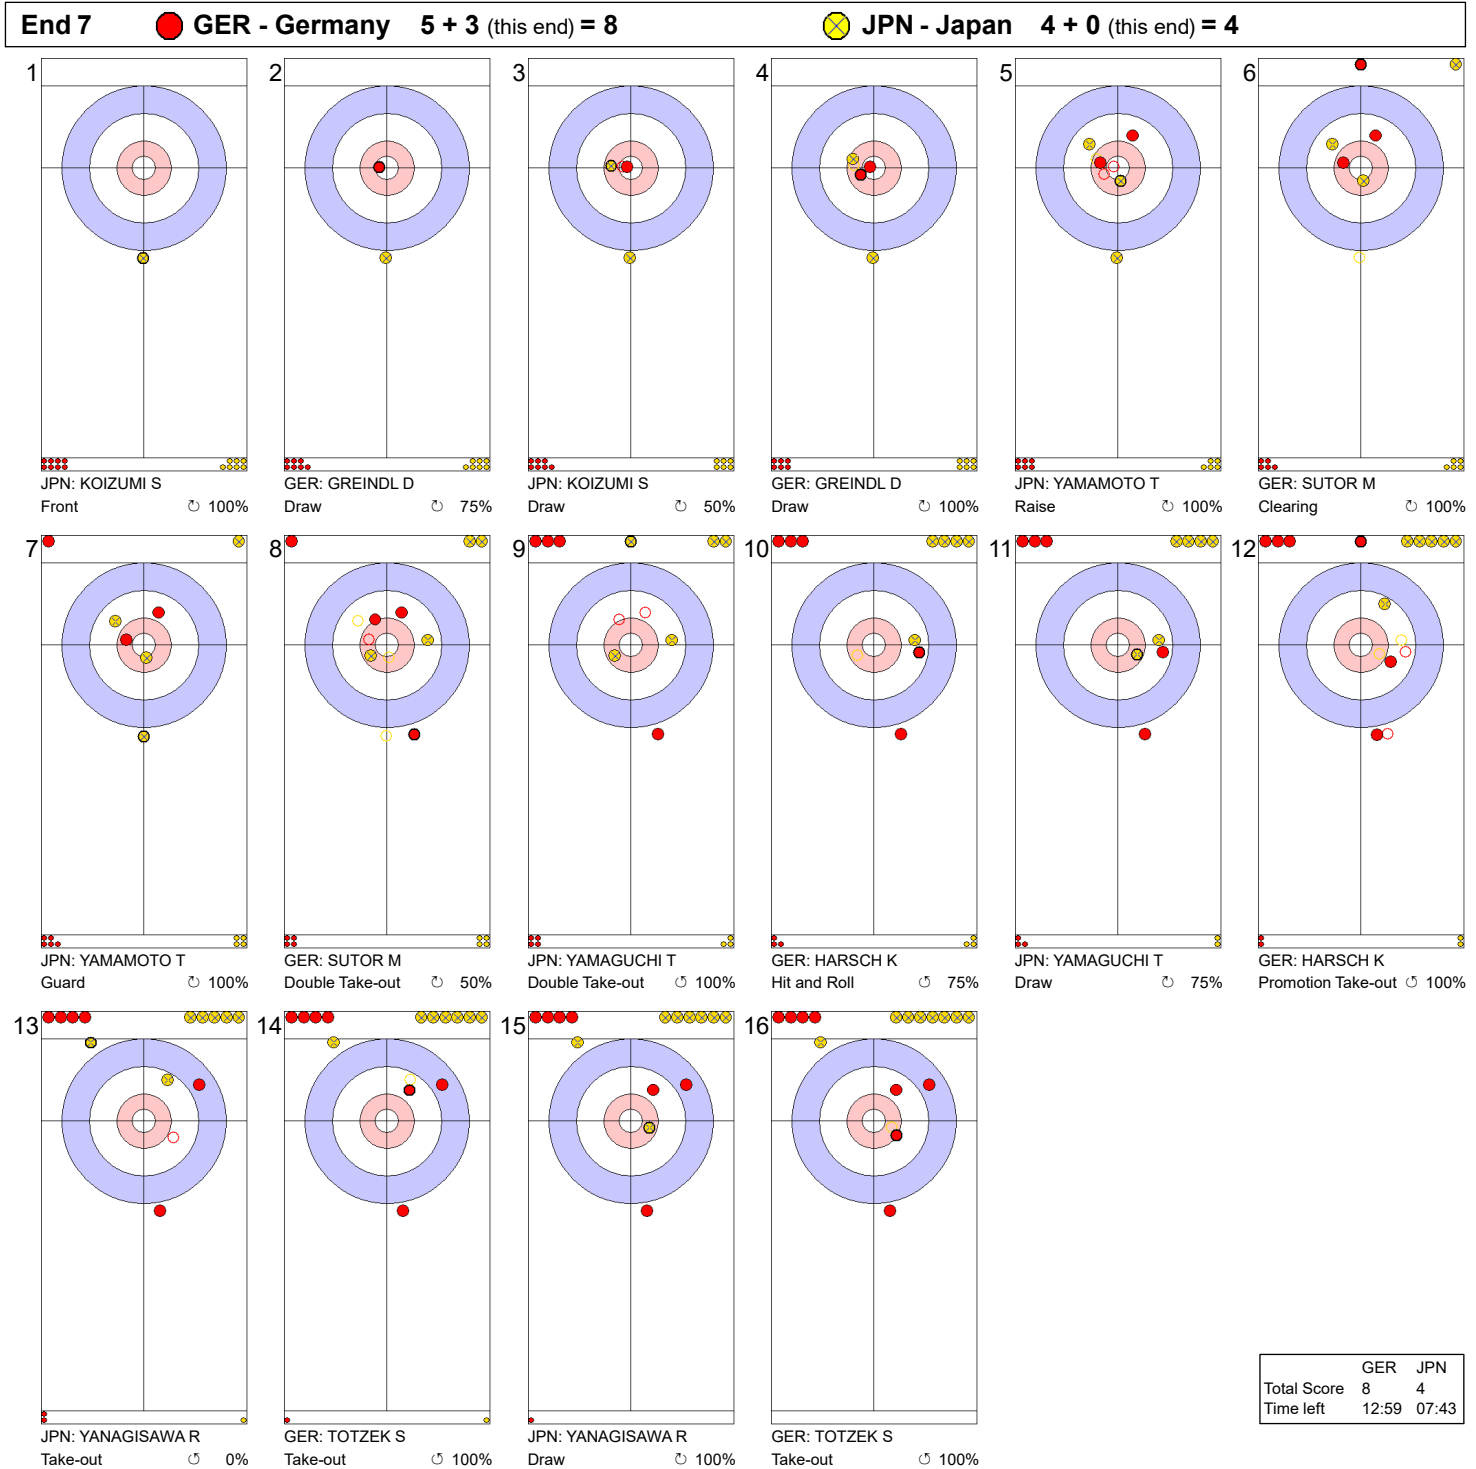 End 7 GER - Germany 5 + 3 (this end) = 8 JPN - Japan 4 + 0 (this end) = 4
1 2 3 4 5 6
JPN: KOIZUMI S GER: GREINDL D JPN: KOIZUMI S GER: GREINDL D JPN: YAMAMOTO T GER: SUTOR M
Front ↻ 100% Draw ↻ 75% Draw ↻ 50% Draw ↻ 100% Raise ↻ 100% Clearing ↻ 100%
7 8 9 10 11 12
JPN: YAMAMOTO T GER: SUTOR M JPN: YAMAGUCHI T GER: HARSCH K JPN: YAMAGUCHI T GER: HARSCH K
Guard ↻ 100% Double Take-out ↻ 50% Double Take-out ↻ 100% Hit and Roll ↺ 75% Draw ↺ 75% Promotion Take-out ↺ 100%
13 14 15 16
JPN: YANAGISAWA R GER: TOTZEK S JPN: YANAGISAWA R GER: TOTZEK S
Take-out ↺ 0% Take-out ↺ 100% Draw ↻ 100% Take-out ↺ 100%
GER JPN
Total Score 8 4
Time left 12:59 07:43